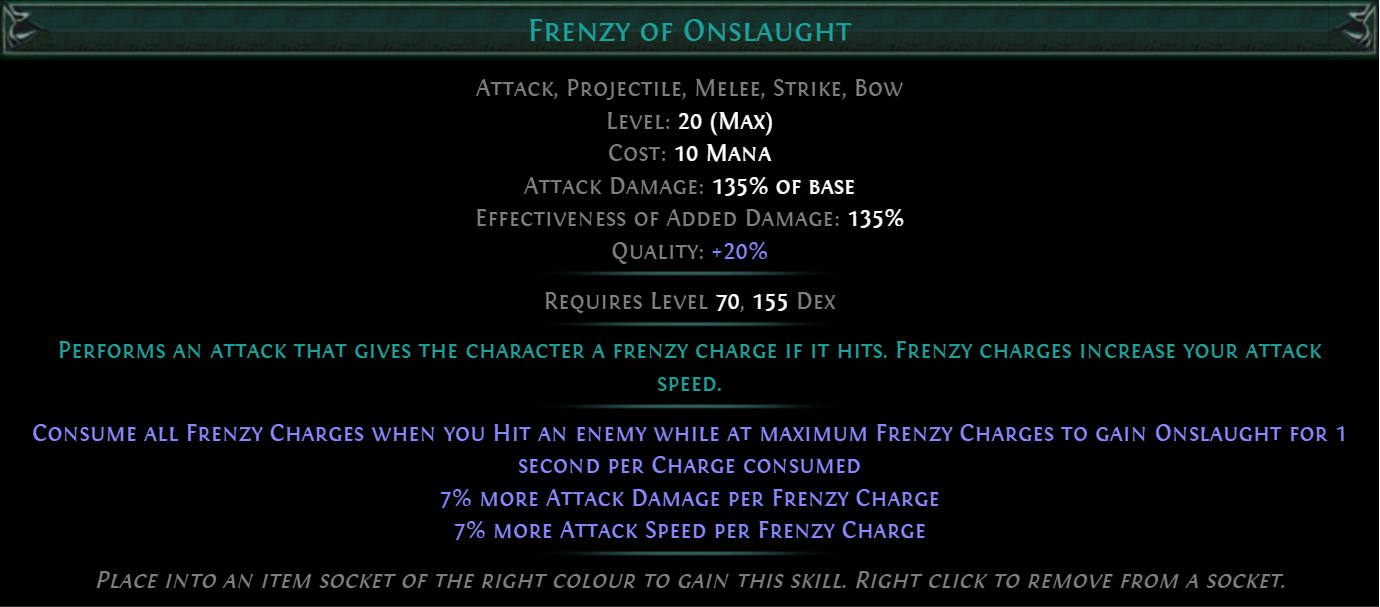 Frenzy of Onslaught
Attack, Projectile, Melee, Strike, Bow
Level: 20 (Max)
Cost: 10 Mana
Attack Damage: 135% of base
Effectiveness of Added Damage: 135%
Quality: +20%
Requires Level 70, 155 Dex
Performs an attack that gives the character a frenzy charge if it hits. Frenzy charges increase your attack
speed.
Consume all Frenzy Charges when you Hit an enemy while at maximum Frenzy Charges to gain Onslaught for 1
second per Charge consumed
7% more Attack Damage per Frenzy Charge
7% more Attack Speed per Frenzy Charge
Place into an item socket of the right colour to gain this skill. Right click to remove from a socket.